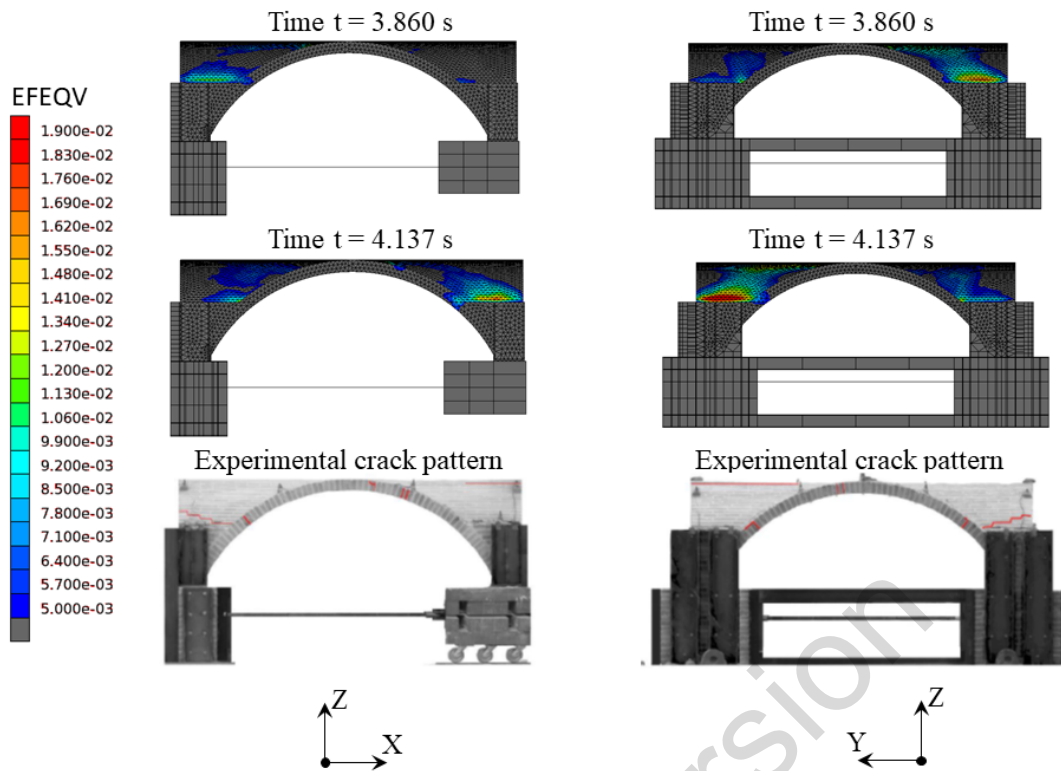 Time t = 3.860 s
Time t = 3.860 s
EFEQV
1.900e-02
1.830e-02
1.760e-02
1.690e-02
1.620e-02
1.550e-02
1.480e-02
1.410e-02
1.340e-02
1.270e-02
1.200e-02
1.130e-02
1.060e-02
9.900e-03
9.200e-03
8.500e-03
7.800e-03
7.100e-03
6.400e-03
5.700e-03
5.000e-03
Time t = 4.137 s
Time t = 4.137 s
Experimental crack pattern
Experimental crack pattern
Z
X
Z
Y
ersion